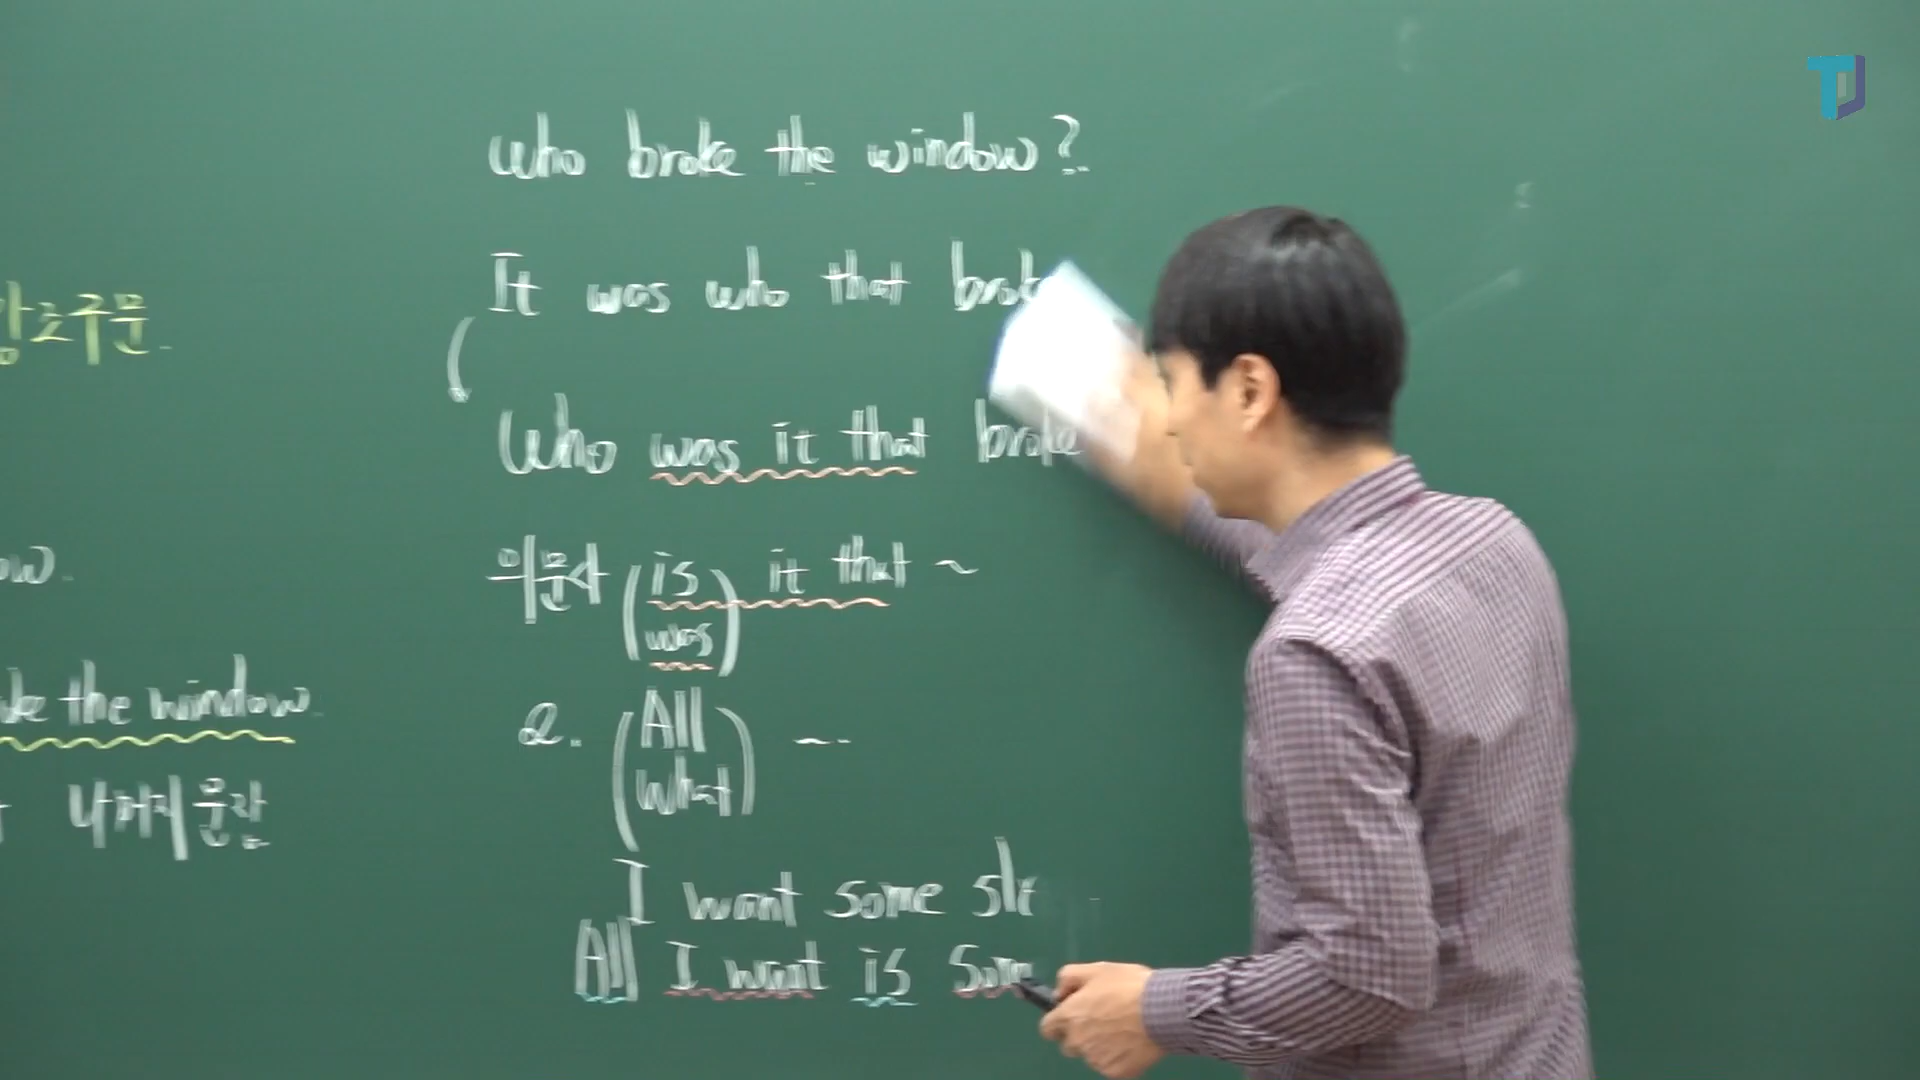 강조구문.
ow.
ke the window.
나머지 문장
Who broke the window?
It was who that broke
Who was it that broke
의문사 (is was) it that ~
2. (All What) ---
I want some sle
All I want is Some